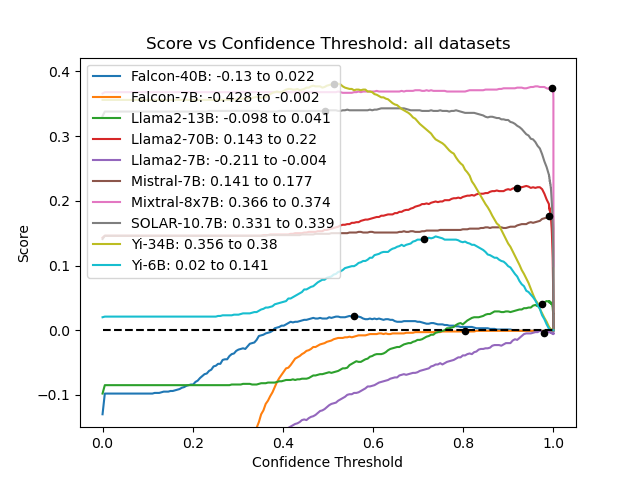 Score vs Confidence Threshold: all datasets
Falcon-40B: -0.13 to 0.022
Falcon-7B: -0.428 to -0.002
Llama2-13B: -0.098 to 0.041
Llama2-70B: 0.143 to 0.22
Llama2-7B: -0.211 to -0.004
Mistral-7B: 0.141 to 0.177
Mixtral-8x7B: 0.366 to 0.374
SOLAR-10.7B: 0.331 to 0.339
Yi-34B: 0.356 to 0.38
Yi-6B: 0.02 to 0.141
Score
0.4
0.3
0.2
0.1
0.0
−0.1
0.0 0.2 0.4 0.6 0.8 1.0
Confidence Threshold